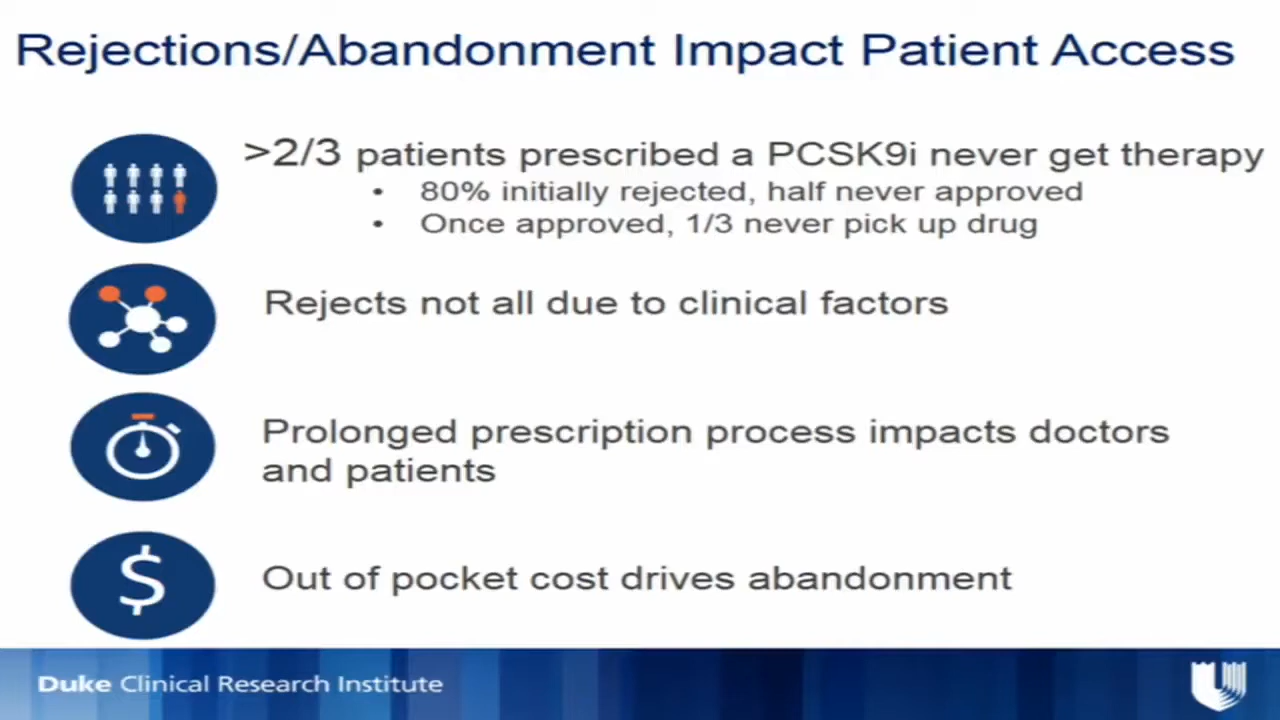 Rejections/Abandonment Impact Patient Access
>2/3 patients prescribed a PCSK9i never get therapy
• 80% initially rejected, half never approved
• Once approved, 1/3 never pick up drug
Rejects not all due to clinical factors
Prolonged prescription process impacts doctors
and patients
$
Out of pocket cost drives abandonment
Duke Clinical Research Institute